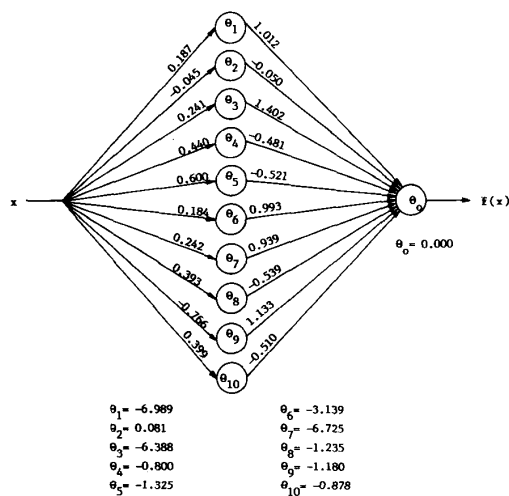 θ1
0.187
1.012
θ2
-0.045
-0.050
θ3
0.241
1.402
θ4
0.440
-0.481
θ5
0.600
-0.521
x
θo
f(x)
θ6
0.184
0.993
θo = 0.000
θ7
0.242
0.939
θ8
0.393
-0.539
θ9
-0.766
1.133
θ10
0.399
-0.510
θ1= -6.989
θ2= 0.081
θ3= -6.388
θ4= -0.800
θ5= -1.325
θ6= -3.139
θ7= -6.725
θ8= -1.235
θ9= -1.180
θ10= -0.878